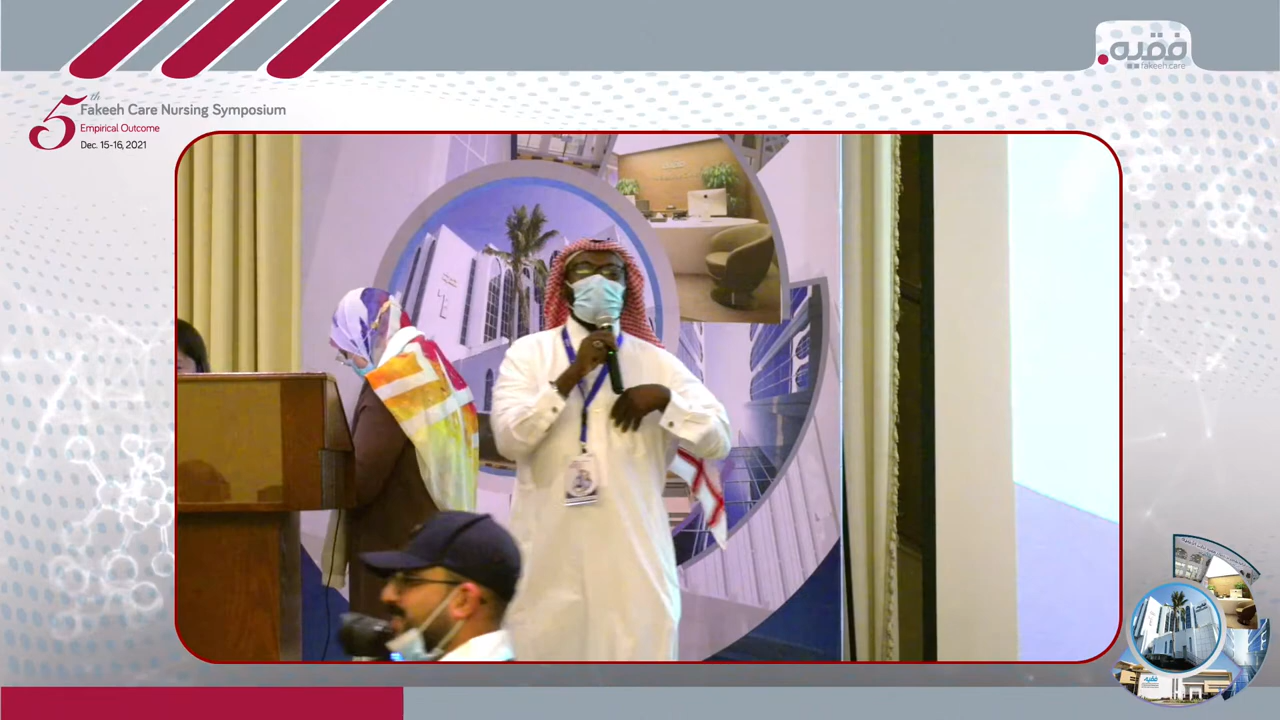 فقيه
fakeeh.care
5th
Fakeeh Care Nursing Symposium
Empirical Outcome
Dec. 15-16, 2021